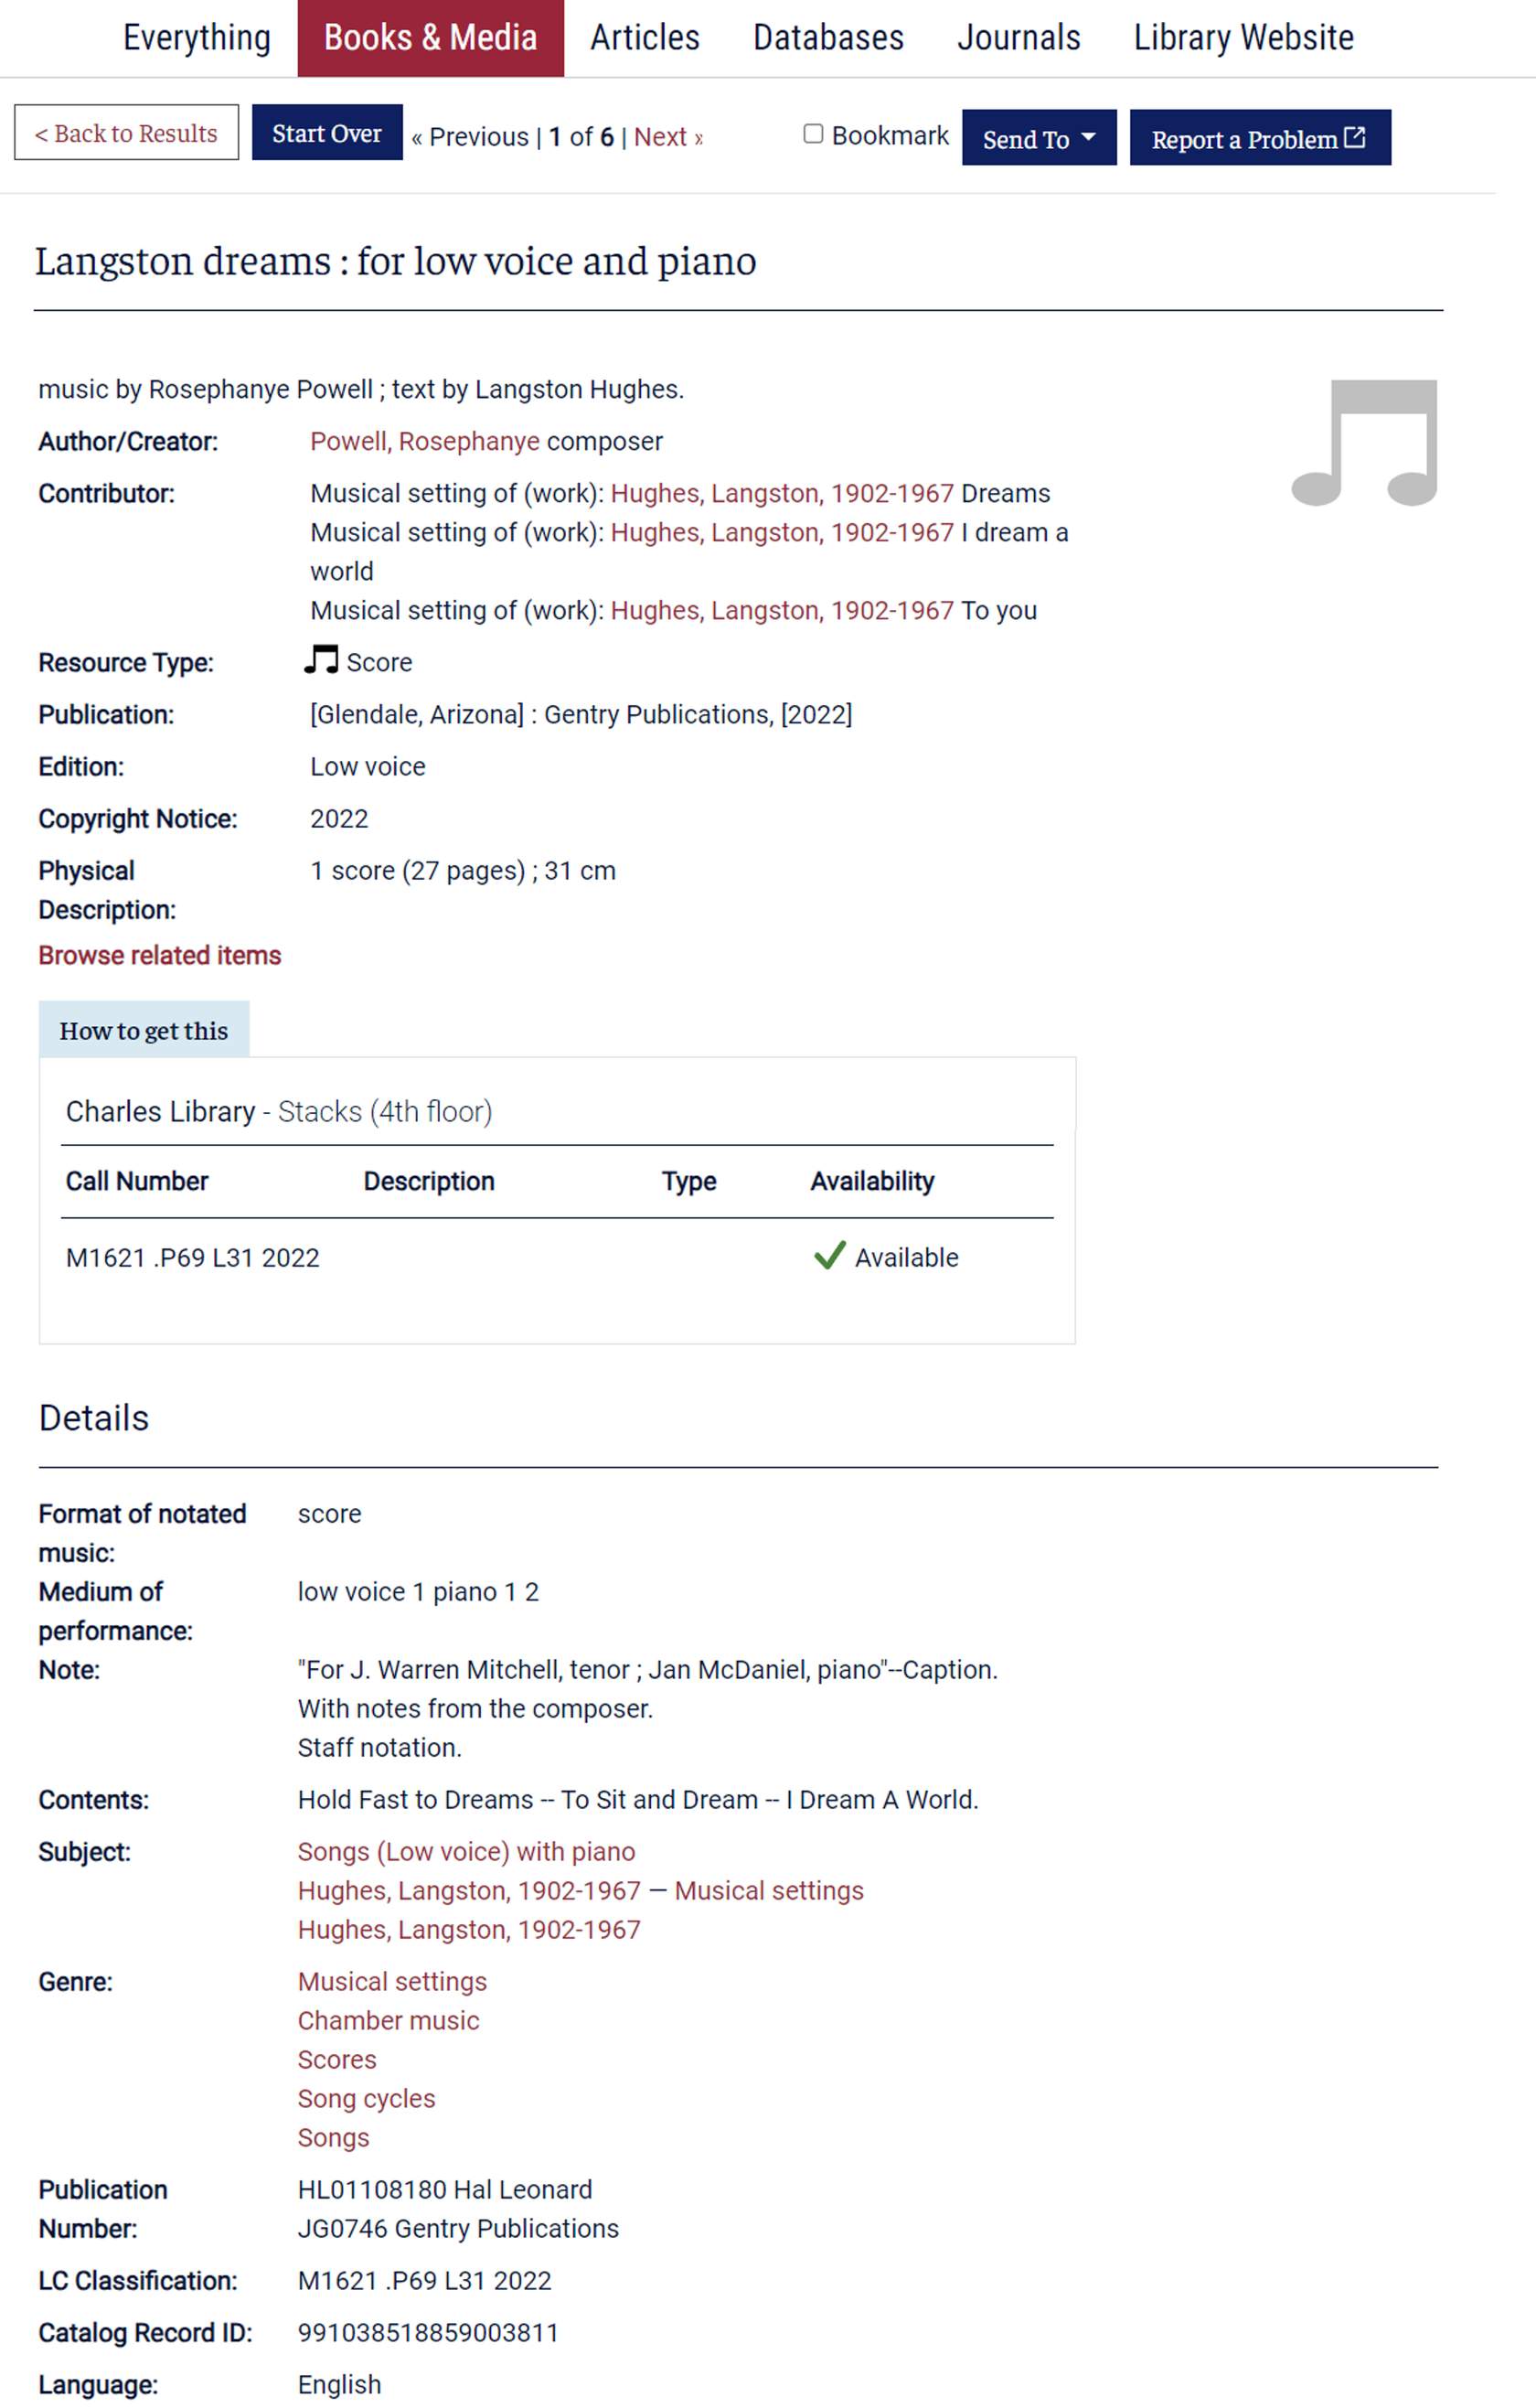 Everything Books & Media Articles Databases Journals Library Website
< Back to Results Start Over « Previous | 1 of 6 | Next » Bookmark Send To Report a Problem
Langston dreams : for low voice and piano
music by Rosephanye Powell ; text by Langston Hughes.
Author/Creator: Powell, Rosephanye composer
Contributor: Musical setting of (work): Hughes, Langston, 1902-1967 Dreams
Musical setting of (work): Hughes, Langston, 1902-1967 I dream a
world
Musical setting of (work): Hughes, Langston, 1902-1967 To you
Resource Type: Score
Publication: [Glendale, Arizona] : Gentry Publications, [2022]
Edition: Low voice
Copyright Notice: 2022
Physical 1 score (27 pages) ; 31 cm
Description:
Browse related items
How to get this
Charles Library - Stacks (4th floor)
Call Number Description Type Availability
M1621 .P69 L31 2022 Available
Details
Format of notated score
music:
Medium of low voice 1 piano 1 2
performance:
Note: "For J. Warren Mitchell, tenor ; Jan McDaniel, piano"--Caption.
With notes from the composer.
Staff notation.
Contents: Hold Fast to Dreams -- To Sit and Dream -- I Dream A World.
Subject: Songs (Low voice) with piano
Hughes, Langston, 1902-1967 — Musical settings
Hughes, Langston, 1902-1967
Genre: Musical settings
Chamber music
Scores
Song cycles
Songs
Publication HL01108180 Hal Leonard
Number: JG0746 Gentry Publications
LC Classification: M1621 .P69 L31 2022
Catalog Record ID: 991038518859003811
Language: English